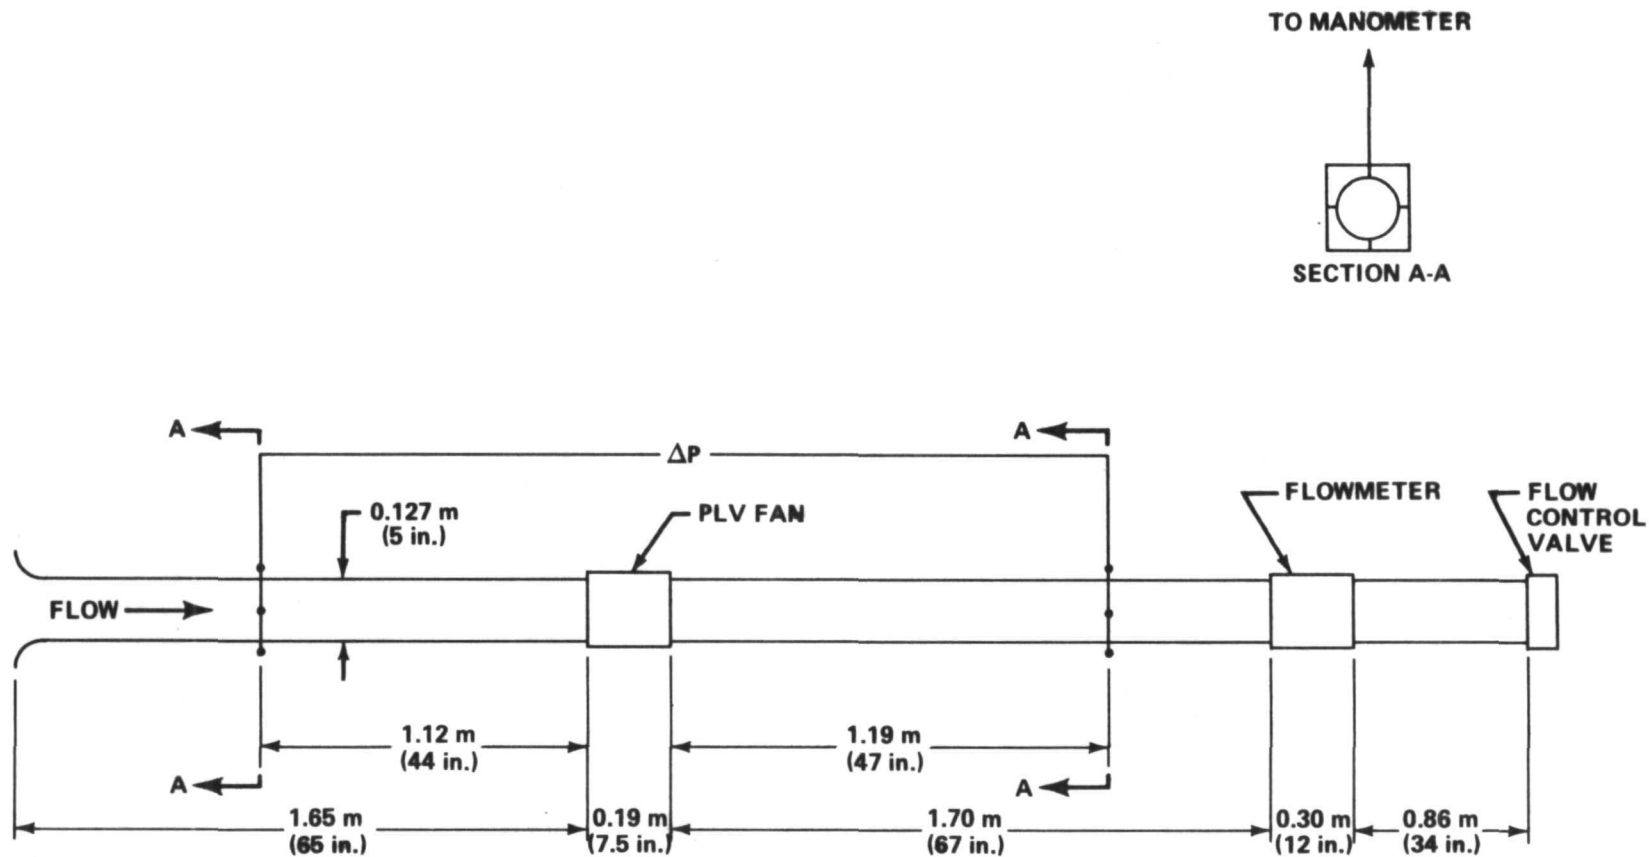 TO MANOMETER
SECTION A-A
A
A
ΔP
0.127 m
(5 in.)
PLV FAN
FLOWMETER
FLOW
CONTROL
VALVE
FLOW
1.12 m
(44 in.)
1.19 m
(47 in.)
A
A
1.65 m
(65 in.)
0.19 m
(7.5 in.)
1.70 m
(67 in.)
0.30 m
(12 in.)
0.86 m
(34 in.)